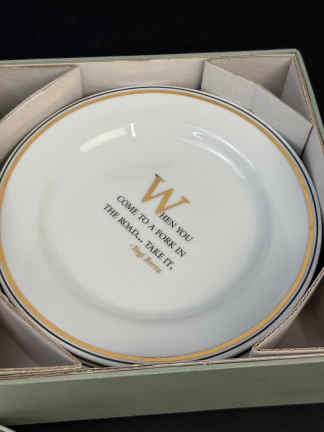 WHEN YOU
COME TO A FORK IN
THE ROAD... TAKE IT.
-Yogi Berra